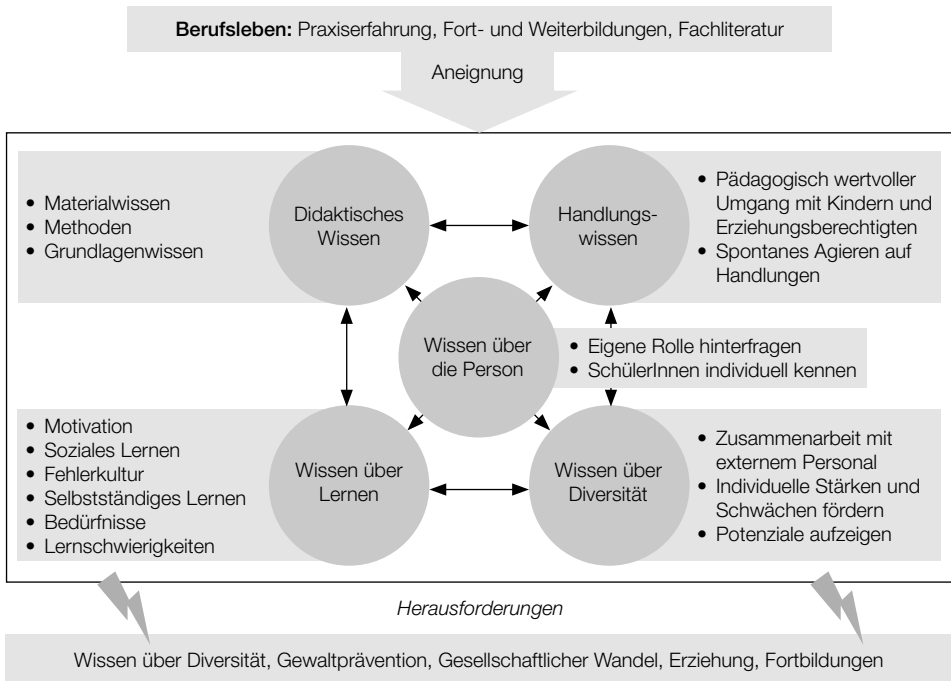 Berufsleben: Praxiserfahrung, Fort- und Weiterbildungen, Fachliteratur
Aneignung
• Materialwissen
• Methoden
• Grundlagenwissen
Didaktisches
Wissen
Handlungs-
wissen
• Pädagogisch wertvoller
Umgang mit Kindern und
Erziehungsberechtigten
• Spontanes Agieren auf
Handlungen
Wissen über
die Person
• Eigene Rolle hinterfragen
• SchülerInnen individuell kennen
• Motivation
• Soziales Lernen
• Fehlerkultur
• Selbstständiges Lernen
• Bedürfnisse
• Lernschwierigkeiten
Wissen über
Lernen
Wissen über
Diversität
• Zusammenarbeit mit
externem Personal
• Individuelle Stärken und
Schwächen fördern
• Potenziale aufzeigen
Herausforderungen
Wissen über Diversität, Gewaltprävention, Gesellschaftlicher Wandel, Erziehung, Fortbildungen